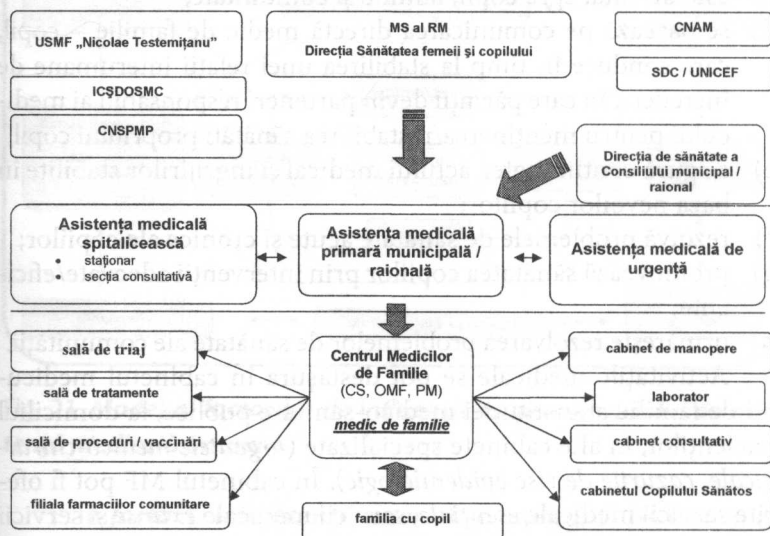 USMF „Nicolae Testemițanu”
ICȘDOSMC
CNSPMP
MS al RM
Direcția Sănătatea femeii și copilului
CNAM
SDC / UNICEF
Direcția de sănătate a
Consiliului municipal /
raional
Asistența medicală
spitalicească
• staționar
• secția consultativă
Asistența medicală
primară municipală /
raională
Asistența medicală de
urgență
sală de triaj
sală de tratamente
sală de proceduri / vaccinări
filiala farmaciilor comunitare
Centrul Medicilor
de Familie
(CS, OMF, PM)
medic de familie
cabinet de manopere
laborator
cabinet consultativ
cabinetul Copilului Sănătos
familia cu copil